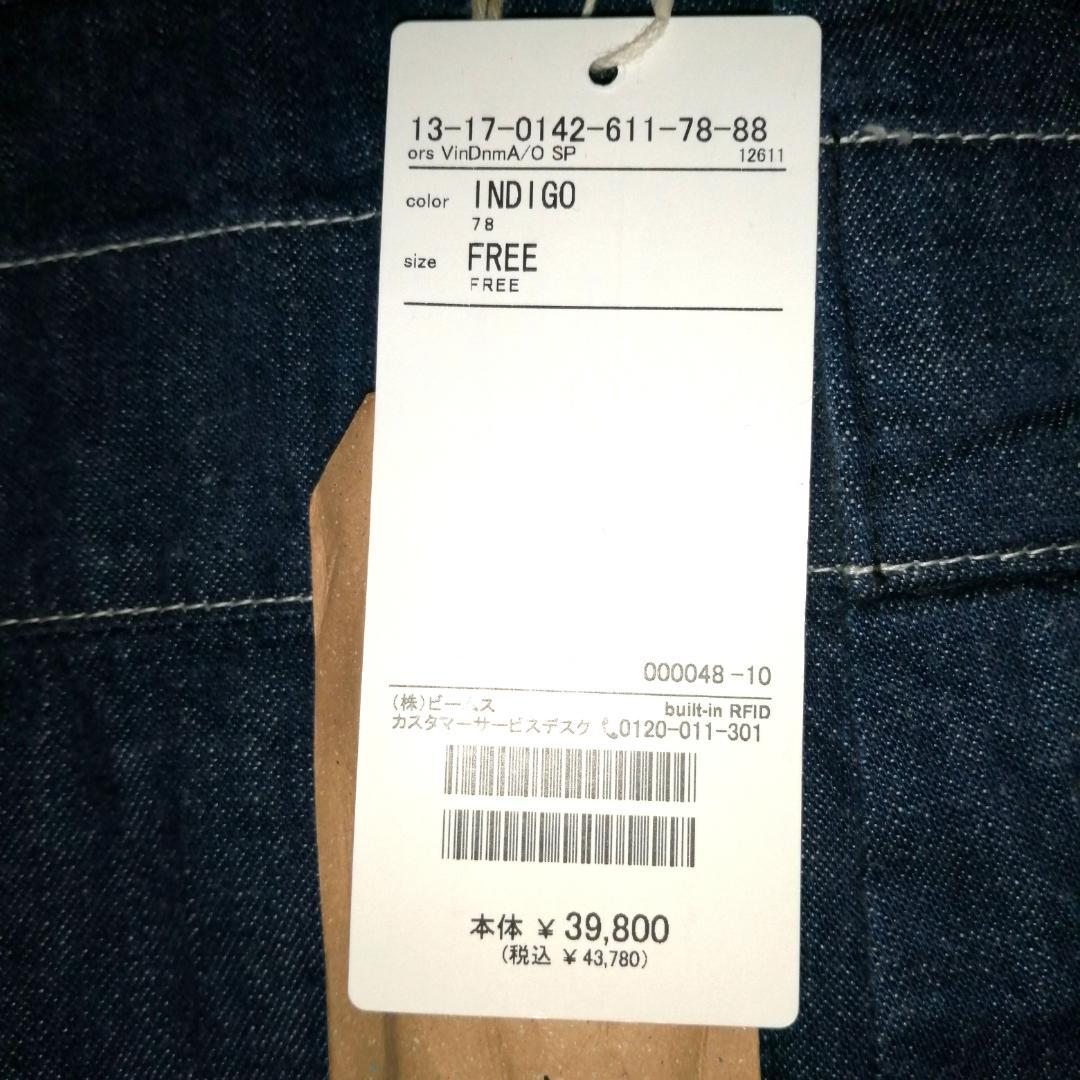 13-17-0142-611-78-88
ors VinDnmA/O SP 12611
color INDIGO
78
size FREE
FREE
000048 -10
(株)ビームス built-in RFID
カスタマーサービスデスク 0120-011-301
本体 ¥ 39,800
(税込 ¥ 43,780)